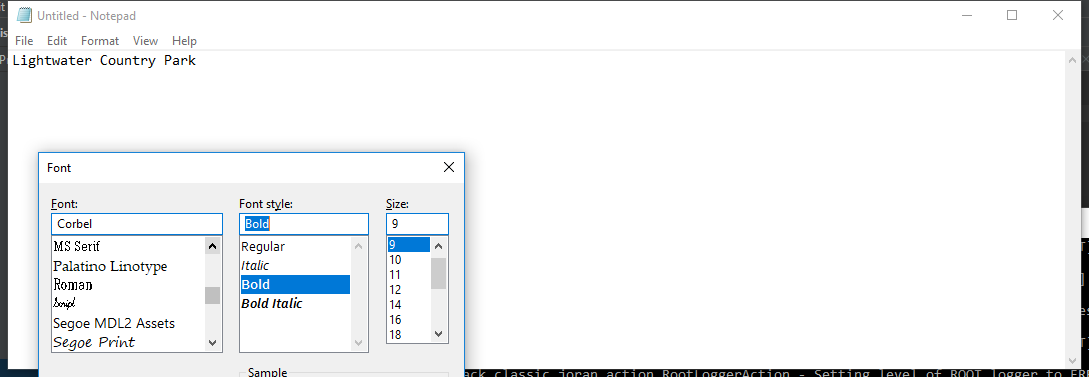 Untitled - Notepad
File Edit Format View Help
Lightwater Country Park
Font
Font: Font style: Size:
Corbel Bold 9
MS Serif Regular 9
Palatino Linotype Italic 10
Roman Bold 11
Script Bold Italic 12
Segoe MDL2 Assets 14
Segoe Print 16
18
Sample
ack classic joran action RootLoggerAction - Setting level of ROOT logger to ERR